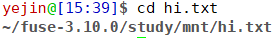 yejin@[15:39]$ cd hi.txt
~/fuse-3.10.0/study/mnt/hi.txt